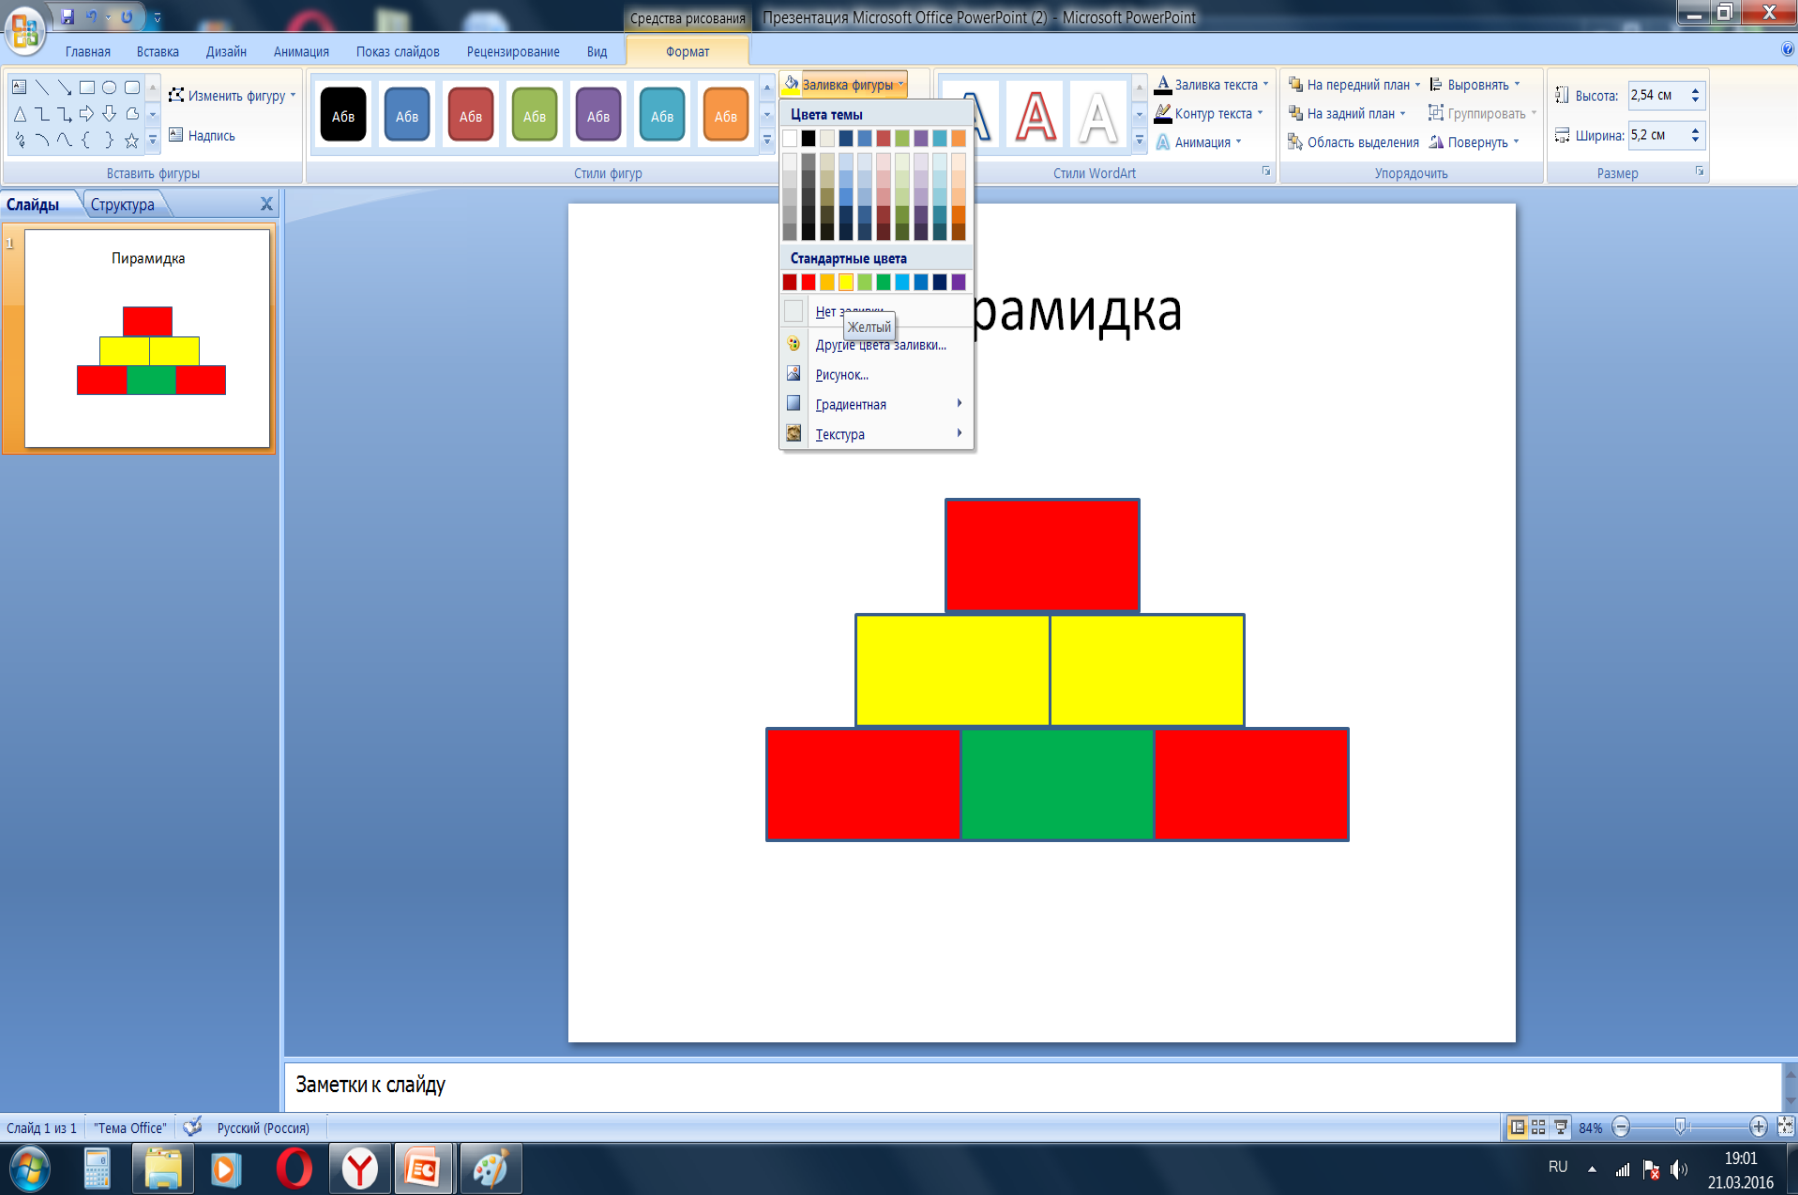 Средства рисования
Презентация Microsoft Office PowerPoint (2) - Microsoft PowerPoint
Главная
Вставка
Дизайн
Анимация
Показ слайдов
Рецензирование
Вид
Формат
Изменить фигуру
Надпись
Вставить фигуры
Абв Абв Абв Абв Абв Абв Абв
Стили фигур
Заливка фигуры
Заливка текста
Контур текста
Анимация
Стили WordArt
На передний план
На задний план
Область выделения
Выровнять
Группировать
Повернуть
Упорядочить
Высота: 2,54 см
Ширина: 5,2 см
Размер
Цвета темы
Стандартные цвета
Нет
Желтый
Другие цвета заливки...
Рисунок...
Градиентная
Текстура
Слайды
Структура
X
1
Пирамидка
рамидка
Заметки к слайду
Слайд 1 из 1
"Тема Office"
Русский (Россия)
84%
RU
19:01
21.03.2016